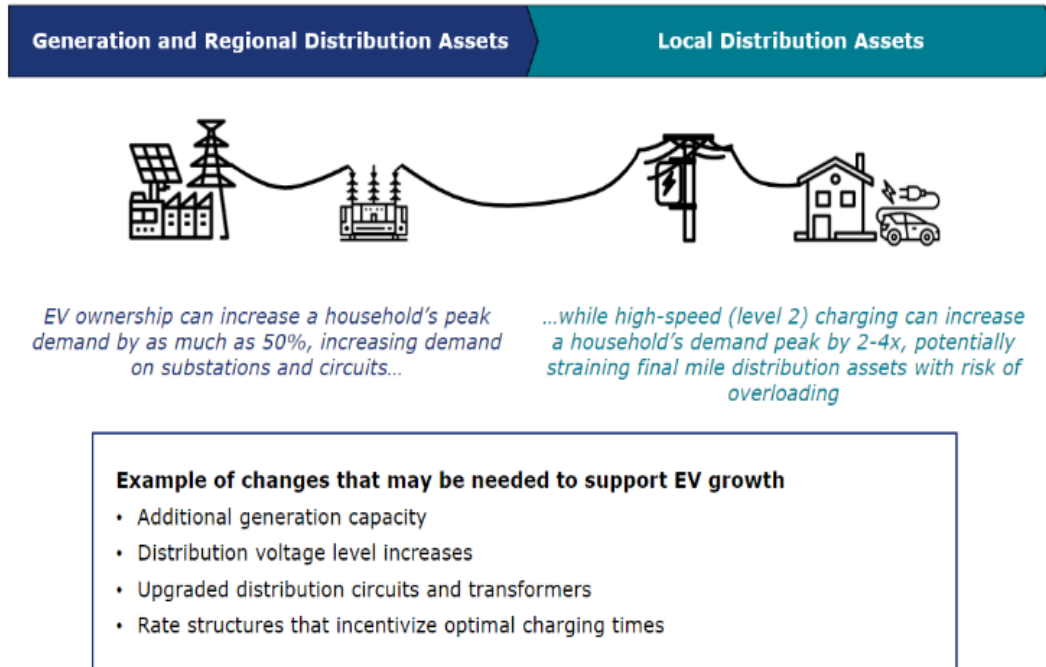 Generation and Regional Distribution Assets
Local Distribution Assets
EV ownership can increase a household’s peak
demand by as much as 50%, increasing demand
on substations and circuits…
…while high-speed (level 2) charging can increase
a household’s demand peak by 2-4x, potentially
straining final mile distribution assets with risk of
overloading
Example of changes that may be needed to support EV growth
• Additional generation capacity
• Distribution voltage level increases
• Upgraded distribution circuits and transformers
• Rate structures that incentivize optimal charging times